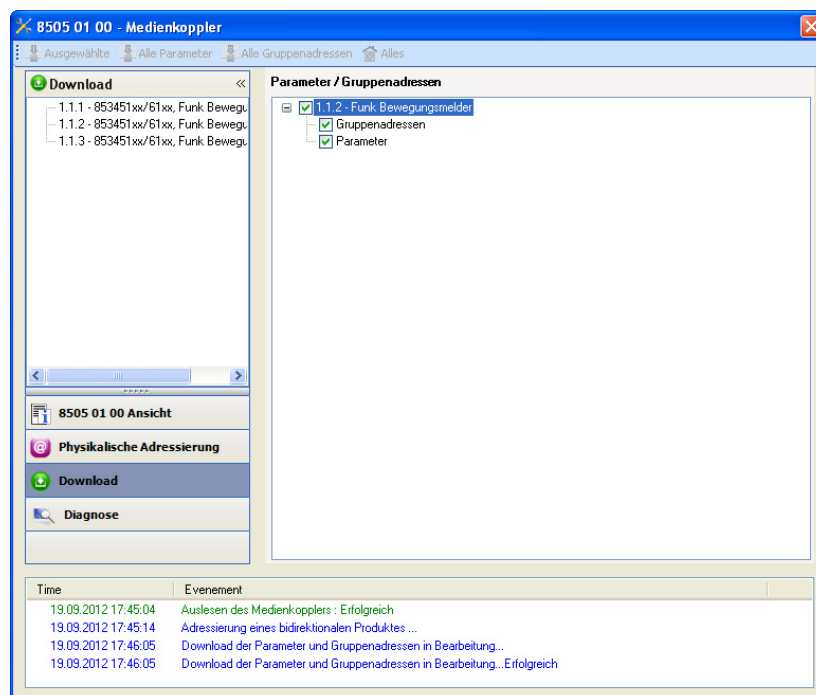 8505 01 00 - Medienkoppler
Ausgewählte Alle Parameter Alle Gruppenadressen Alles
Download
1.1.1 - 853451xx/61xx, Funk Bewegu
1.1.2 - 853451xx/61xx, Funk Bewegu
1.1.3 - 853451xx/61xx, Funk Bewegu
8505 01 00 Ansicht
Physikalische Adressierung
Download
Diagnose
Parameter / Gruppenadressen
1.1.2 - Funk Bewegungsmelder
Gruppenadressen
Parameter
Time Evenement
19.09.2012 17:45:04 Auslesen des Medienkopplers : Erfolgreich
19.09.2012 17:45:14 Adressierung eines bidirektionalen Produktes ...
19.09.2012 17:46:05 Download der Parameter und Gruppenadressen in Bearbeitung...
19.09.2012 17:46:05 Download der Parameter und Gruppenadressen in Bearbeitung...Erfolgreich